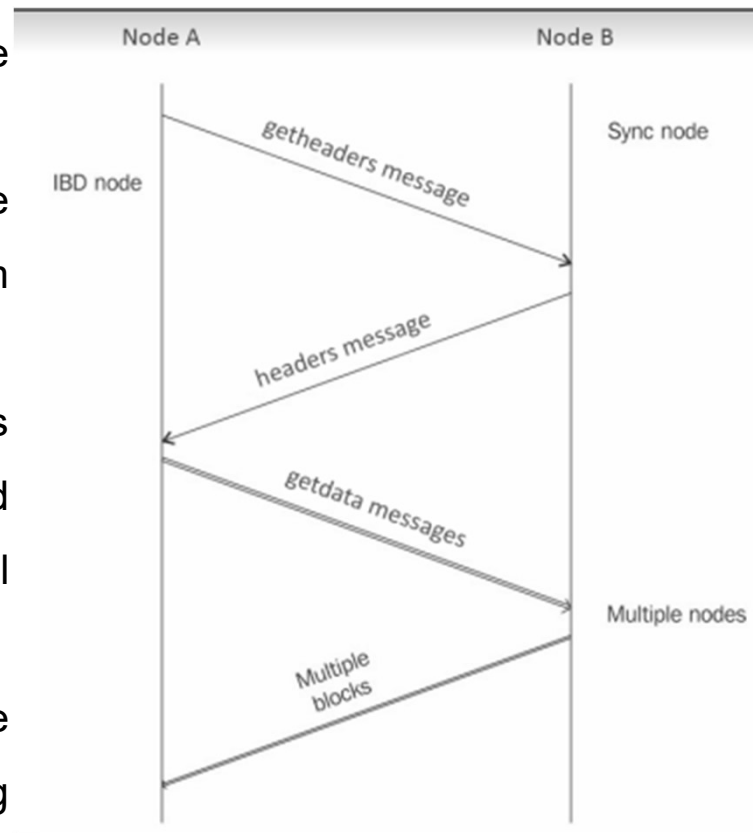 Node A
Node B
e
getheaders message
Sync node
IBD node
e
n
headers message
s
getdata messages
d
l
Multiple nodes
Multiple
blocks
e
g